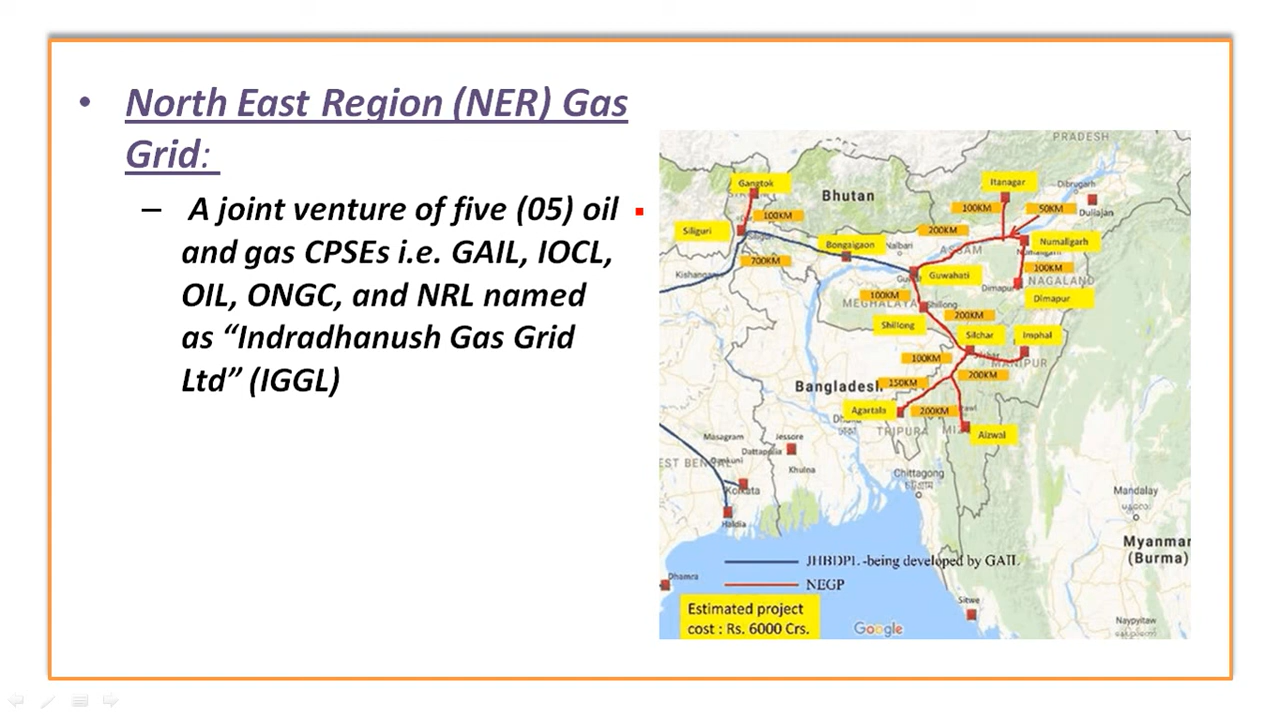 North East Region (NER) Gas
Grid:
A joint venture of five (05) oil
and gas CPSEs i.e. GAIL, IOCL,
OIL, ONGC, and NRL named
as “Indradhanush Gas Grid
Ltd” (IGGL)
PRADESH
Gangtok
Bhutan
Itanagar
Dibrugarh
Duliajan
100KM
100KM
50KM
Siliguri
200KM
Bongaigaon
Nalbari
ASSAM
Numaligarh
700KM
Kishangan
Guwahati
100KM
NAGALAND
Dimapur
Dimapur
100KM
MEGHALAYA
Shillong
200KM
Shillong
Silchar
Imphal
100KM
MANIPUR
200KM
Bangladesh
150KM
Agartala
200KM
TRIPURA
Aizwal
Masagram
Jessore
Dankuni
Khulna
Chittagong
Kolkata
Haldia
Mandalay
Myanmar
(Burma)
JHBDPL -being developed by GAIL
NEGP
Dhamra
Estimated project
cost : Rs. 6000 Crs.
Google
Sitwe
Naypyitaw